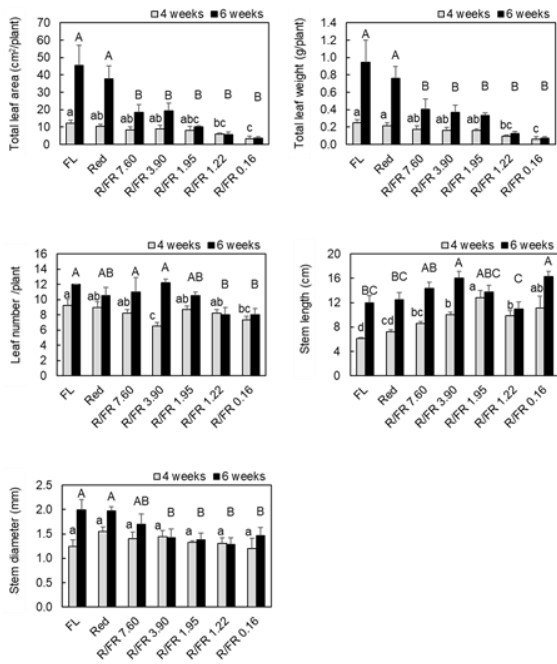 4 weeks 6 weeks
Total leaf area (cm²/plant)
60
50
40
30
20
10
0
a A ab A ab B ab B abc B bc B c B
FL Red R/FR 7.60 R/FR 3.90 R/FR 1.95 R/FR 1.22 R/FR 0.16
4 weeks 6 weeks
Total leaf weight (g/plant)
1.4
1.2
1.0
0.8
0.6
0.4
0.2
0.0
a A ab A ab B ab B ab B bc B c B
FL Red R/FR 7.60 R/FR 3.90 R/FR 1.95 R/FR 1.22 R/FR 0.16
4 weeks 6 weeks
Leaf number /plant
16
14
12
10
8
6
4
2
0
a A ab AB ab A c A ab AB ab B bc B
FL Red R/FR 7.60 R/FR 3.90 R/FR 1.95 R/FR 1.22 R/FR 0.16
4 weeks 6 weeks
Stem length (cm)
20
16
12
8
4
0
d BC cd BC bc AB b A a ABC b C ab A
FL Red R/FR 7.60 R/FR 3.90 R/FR 1.95 R/FR 1.22 R/FR 0.16
4 weeks 6 weeks
Stem diameter (mm)
2.5
2.0
1.5
1.0
0.5
0.0
a A a A a AB a B a B a B a B
FL Red R/FR 7.60 R/FR 3.90 R/FR 1.95 R/FR 1.22 R/FR 0.16